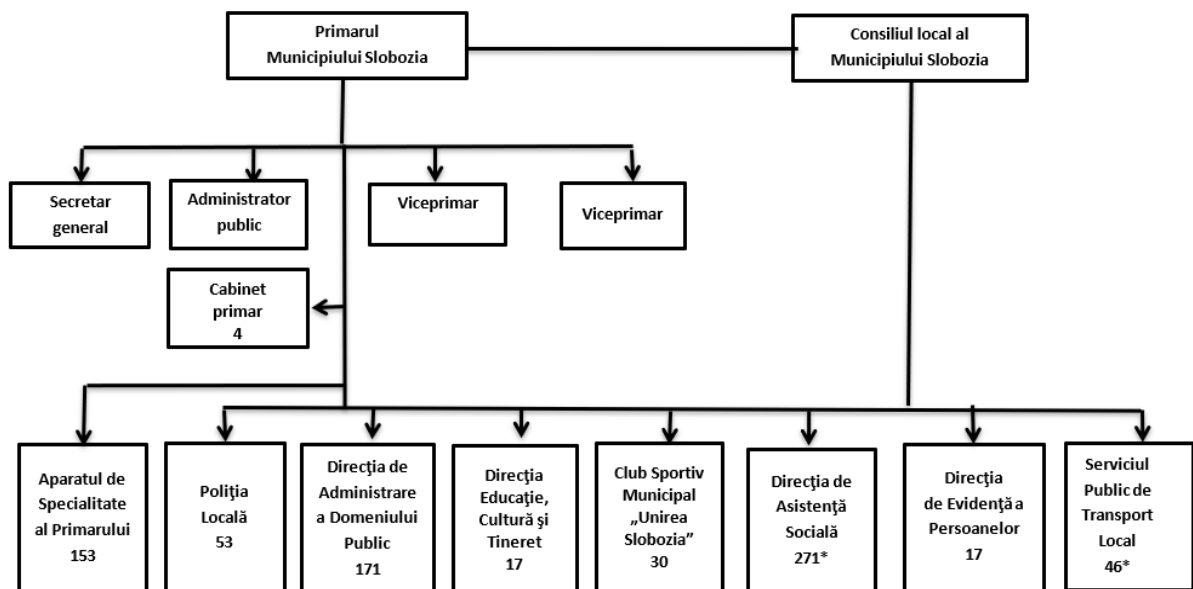 Primarul
Municipiului Slobozia
Consiliul local al
Municipiului Slobozia
Secretar
general
Administrator
public
Viceprimar
Viceprimar
Cabinet
primar
4
Aparatul de
Specialitate
al Primarului
153
Poliţia
Locală
53
Direcţia de
Administrare
a Domeniului
Public
171
Direcţia
Educaţie,
Cultură şi
Tineret
17
Club Sportiv
Municipal
„Unirea
Slobozia”
30
Direcţia de
Asistenţă
Socială
271*
Direcţia
de Evidenţă a
Persoanelor
17
Serviciul
Public de
Transport
Local
46*